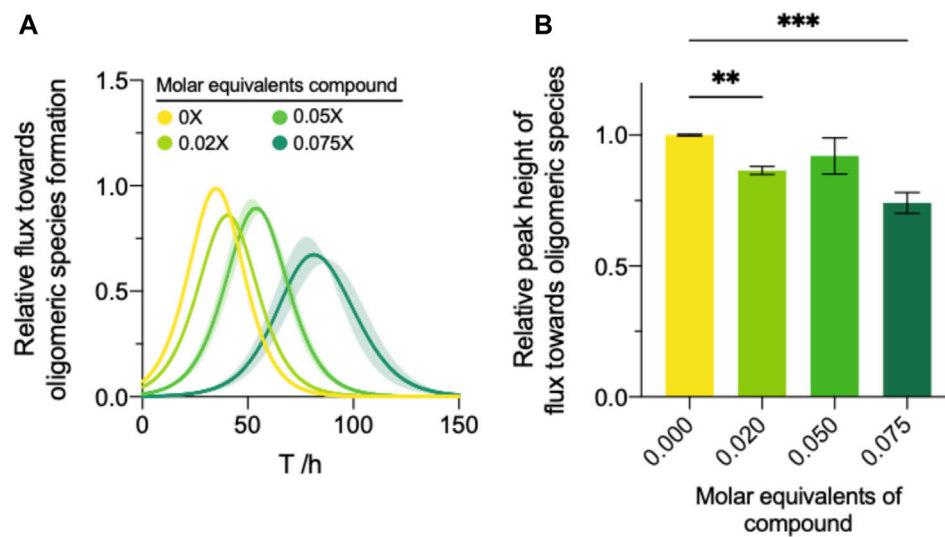 A
Relative flux towards
oligomeric species formation
1.5
1.0
0.5
0.0
Molar equivalents compound
0X
0.05X
0.02X
0.075X
0
50
100
150
T /h
B
Relative peak height of
flux towards oligomeric species
***
**
1.0
0.5
0.0
0.000
0.020
0.050
0.075
Molar equivalents of
compound